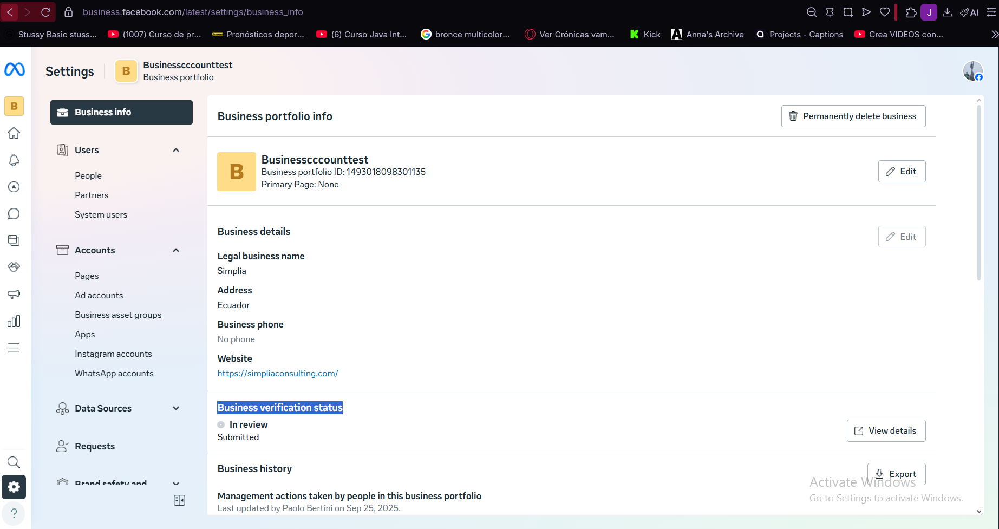 business.facebook.com/latest/settings/business_info
J
AI
Stussy Basic stuss...
(1007) Curso de pr...
Pronósticos depor...
(6) Curso Java Int...
bronce multicolor...
Ver Crónicas vam...
Kick
Anna's Archive
Projects - Captions
Crea VIDEOS con...
Settings
B
Businesscccounttest
Business portfolio
B
Business info
Users
People
Partners
System users
Accounts
Pages
Ad accounts
Business asset groups
Apps
Instagram accounts
WhatsApp accounts
Data Sources
Requests
Brand safety and
Business portfolio info
Permanently delete business
B
Businesscccounttest
Business portfolio ID: 1493018098301135
Primary Page: None
Edit
Business details
Edit
Legal business name
Simplia
Address
Ecuador
Business phone
No phone
Website
https://simpliaconsulting.com/
Business verification status
In review
Submitted
View details
Business history
Export
Management actions taken by people in this business portfolio
Last updated by Paolo Bertini on Sep 25, 2025.
Activate Windows
Go to Settings to activate Windows.